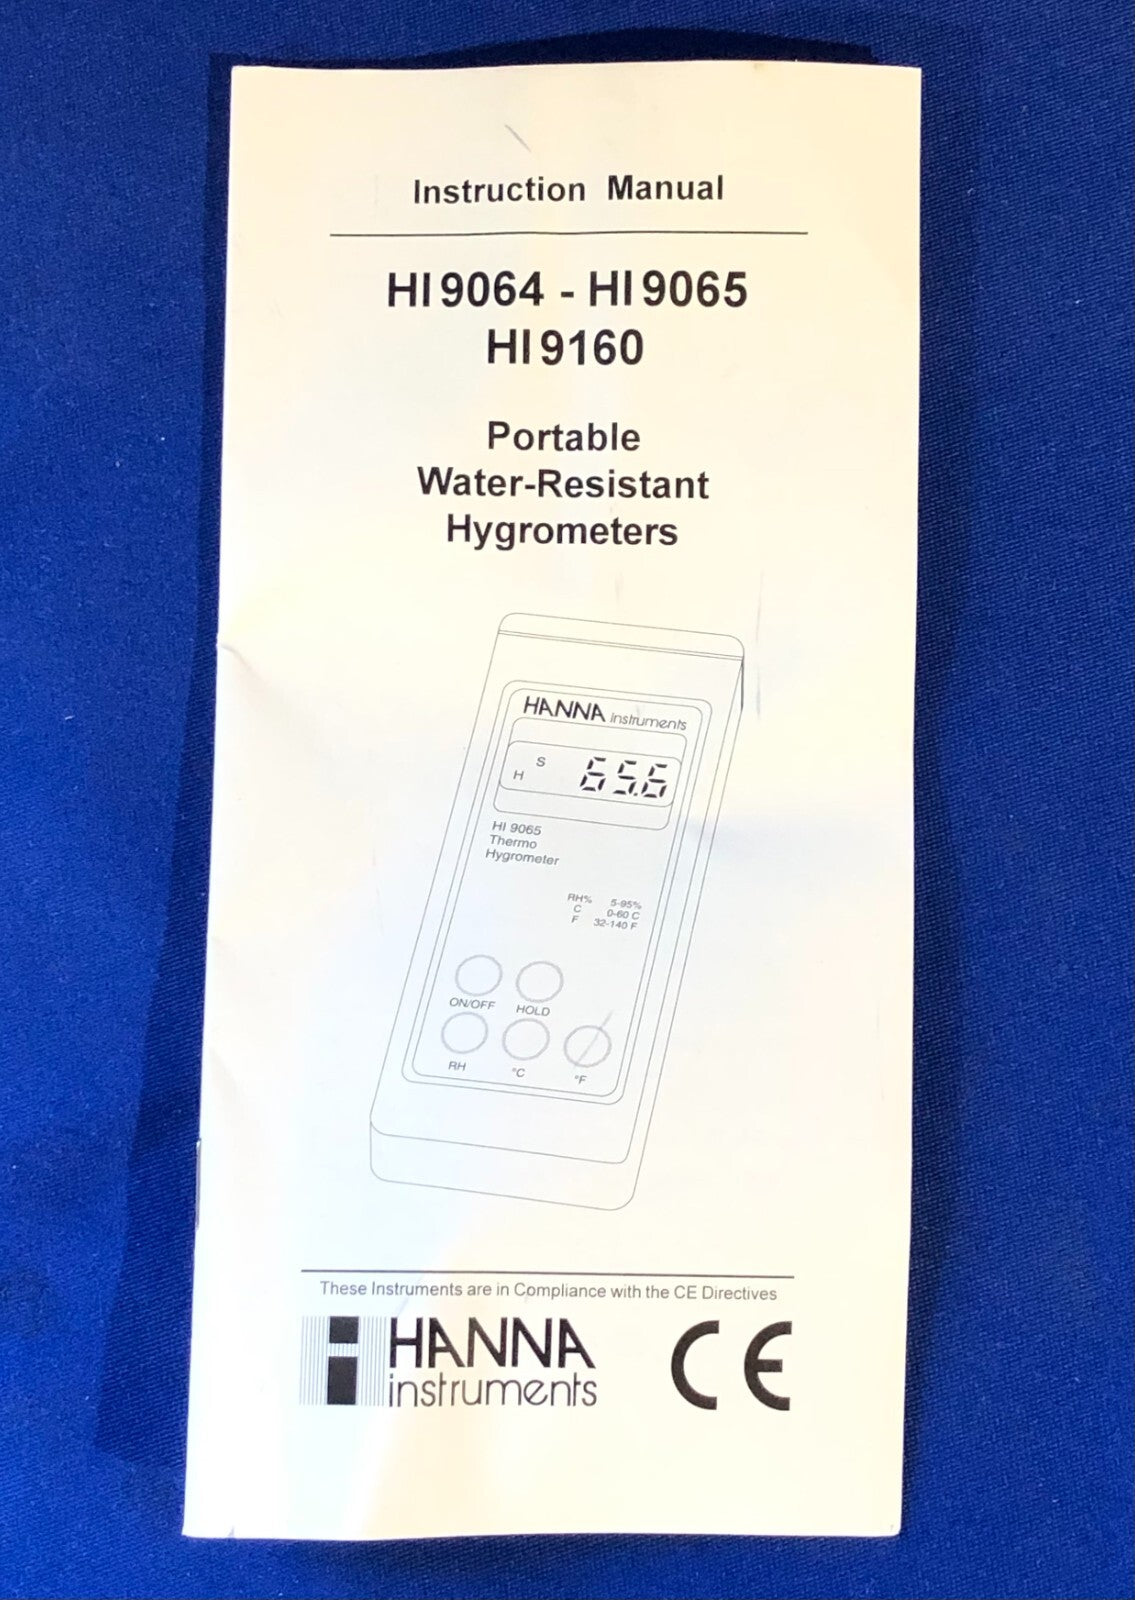 Instruction Manual
HI 9064 - HI 9065
HI 9160
Portable
Water-Resistant
Hygrometers
HANNA instruments
S
H
65.6
HI 9065
Thermo
Hygrometer
RH% 5-95%
C 0-60 C
F 32-140 F
ON/OFF HOLD
RH °C °F
These Instruments are in Compliance with the CE Directives
HANNA
instruments
CE